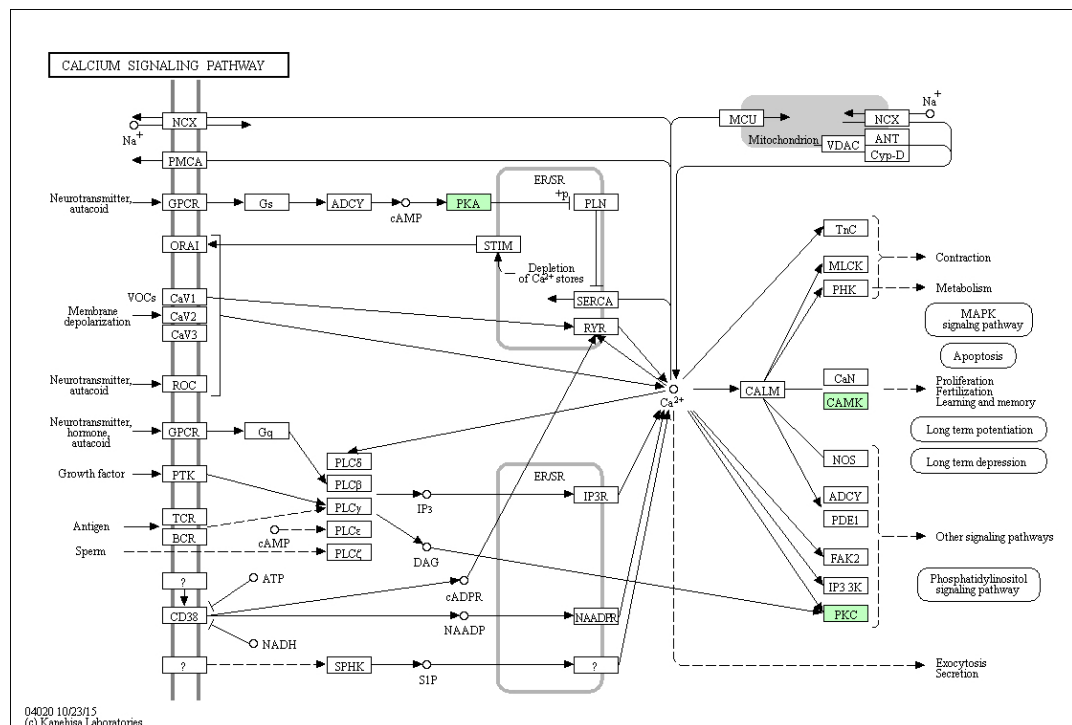 CALCIUM SIGNALING PATHWAY
NCX
Na+
MCU
NCX
Na+
Mitochondrion
VDAC
ANT
Cyp-D
PMCA
ER/SR
Neurotransmitter,
autacoid
GPCR
Gs
ADCY
cAMP
PKA
+p
PLN
ORAI
STIM
Depletion
of Ca2+ stores
TnC
Contraction
MLCK
PHK
Metabolism
VOCs
CaV1
Membrane
depolarization
CaV2
CaV3
SERCA
RYR
MAPK
signalng pathway
Apoptosis
Neurotransmitter,
autacoid
ROC
Ca2+
CALM
CaN
CAMK
Proliferation
Fertilization
Learning and memory
Neurotransmitter,
hormone,
autacoid
GPCR
Gq
Long term potentiation
Long term depression
Growth factor
PTK
PLCδ
PLCβ
PLCγ
PLCε
PLCζ
IP3
ER/SR
IP3R
NOS
ADCY
PDE1
FAK2
IP3 3K
PKC
Other signaling pathways
Antigen
TCR
BCR
cAMP
Sperm
DAG
?
ATP
cADPR
Phosphatidylinositol
signaling pathway
CD38
NAADP
NAADPR
NADH
?
SPHK
S1P
?
Exocytosis
Secretion
04020 10/23/15
(c) Kanehisa Laboratories